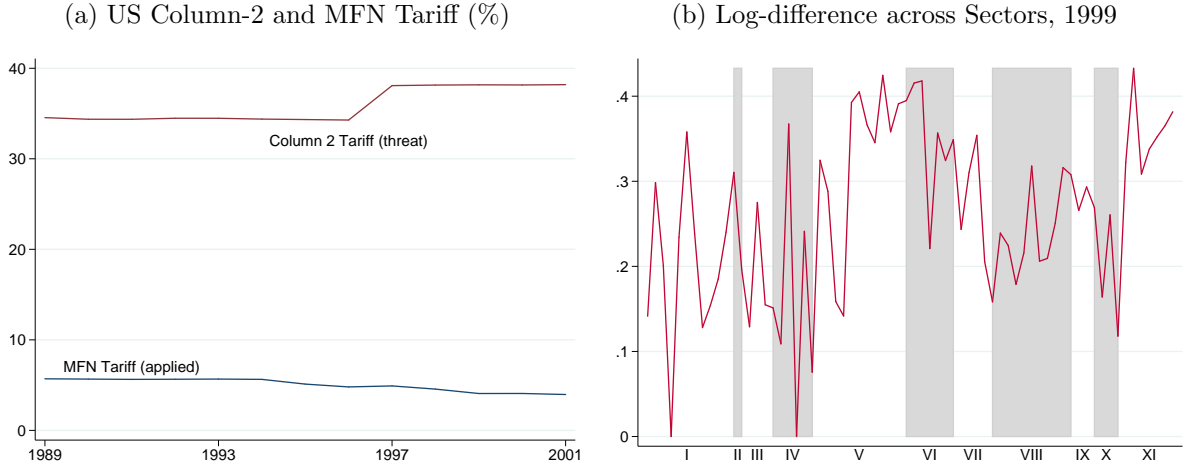 (a) US Column-2 and MFN Tariff (%)
40
30
20
10
0
Column 2 Tariff (threat)
MFN Tariff (applied)
1989 1993 1997 2001
(b) Log-difference across Sectors, 1999
.4
.3
.2
.1
0
I II III IV V VI VII VIII IX X XI